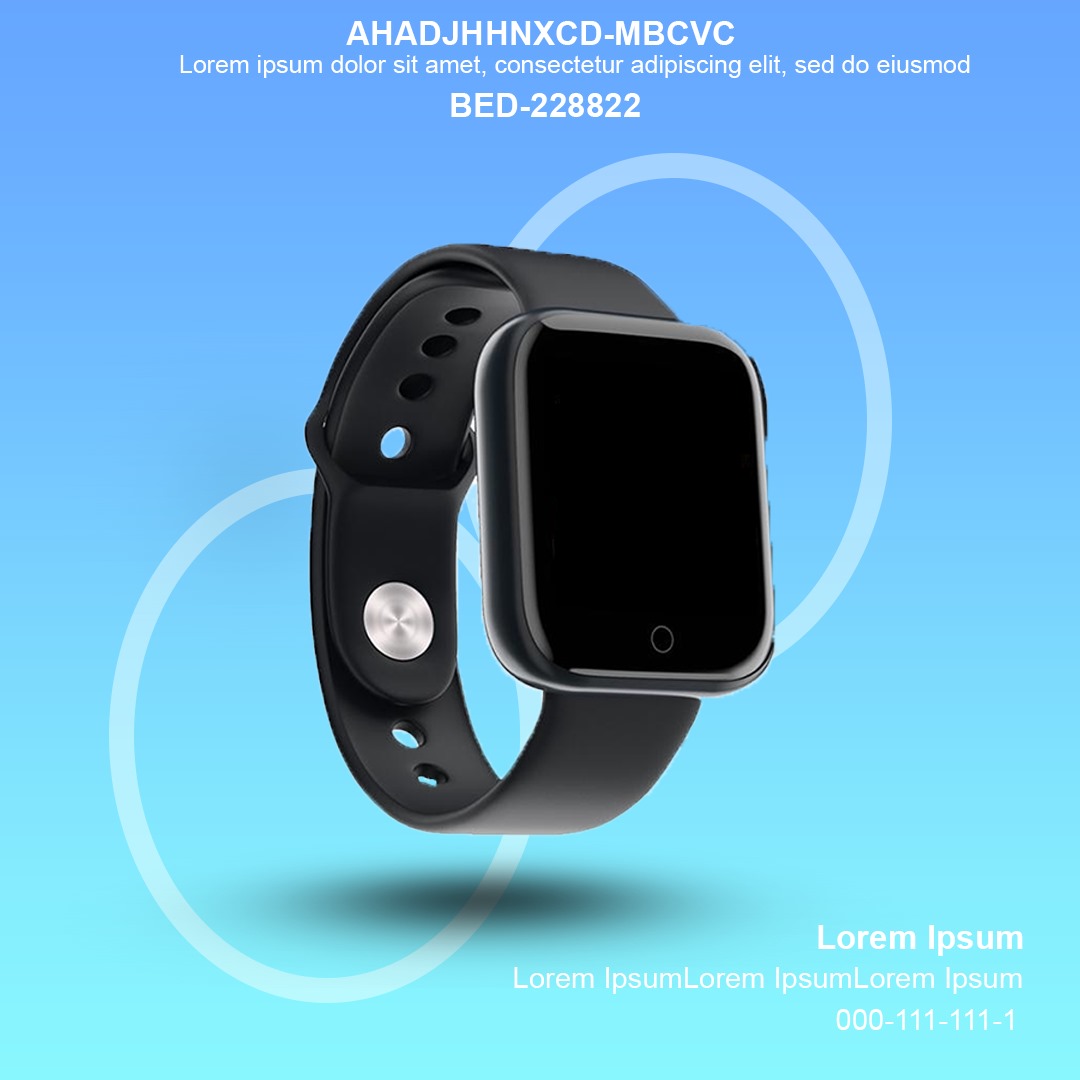 AHADJHHNXCD-MBCVC
Lorem ipsum dolor sit amet, consectetur adipiscing elit, sed do eiusmod
BED-228822
Lorem Ipsum
Lorem IpsumLorem IpsumLorem Ipsum
000-111-111-1